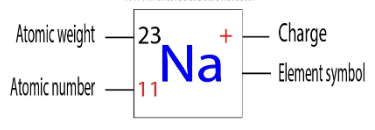 Atomic weight 23 + Charge
Na
Element symbol
Atomic number 11